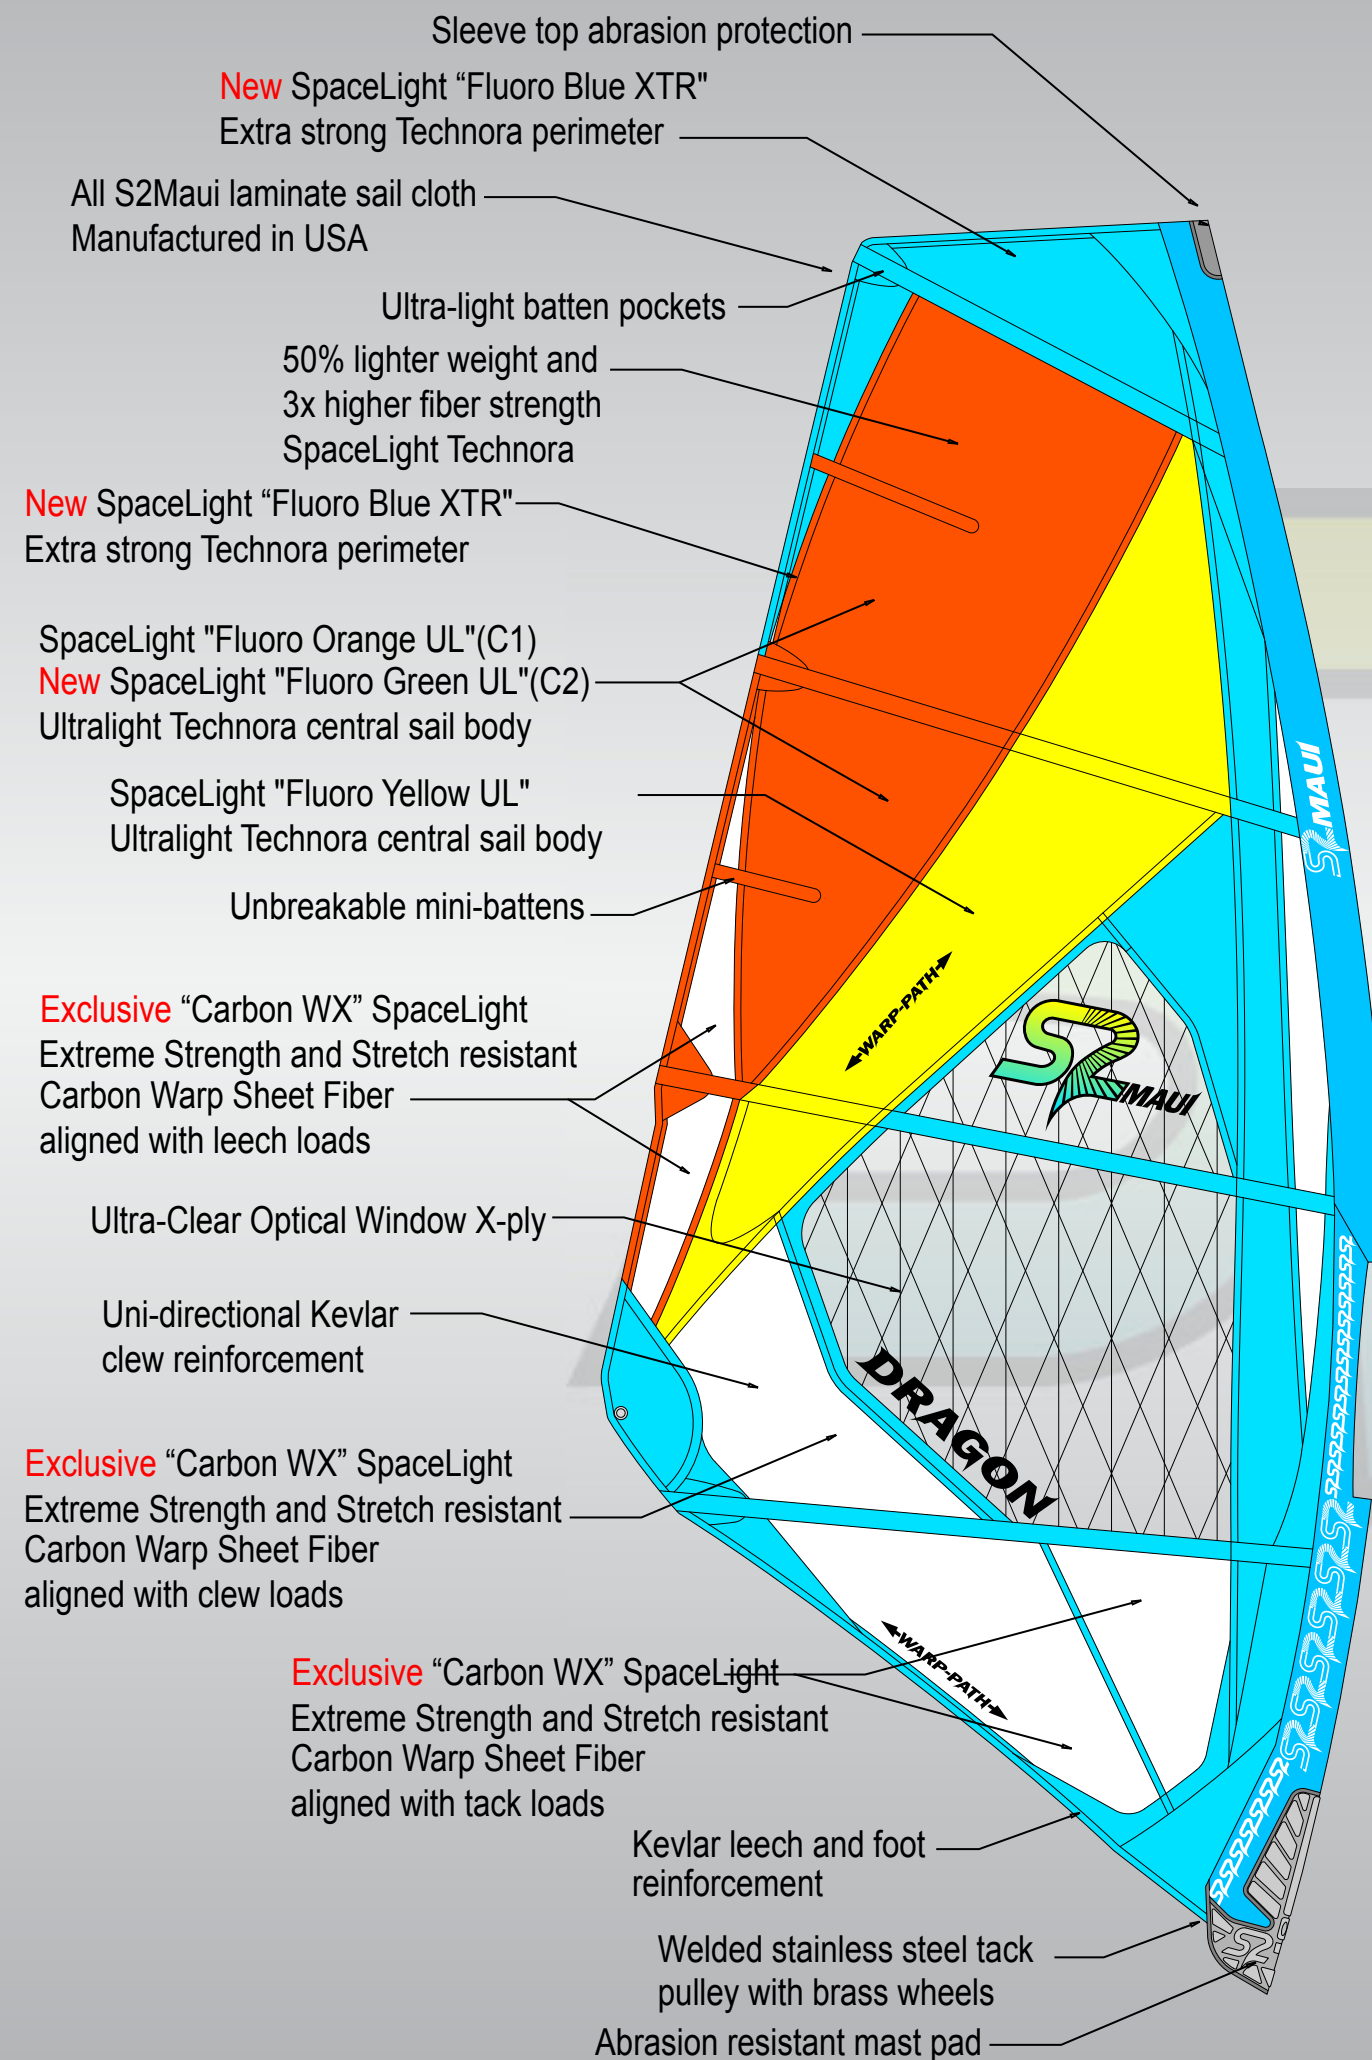 Sleeve top abrasion protection
New SpaceLight “Fluoro Blue XTR"
Extra strong Technora perimeter
All S2Maui laminate sail cloth
Manufactured in USA
Ultra-light batten pockets
50% lighter weight and
3x higher fiber strength
SpaceLight Technora
New SpaceLight “Fluoro Blue XTR"
Extra strong Technora perimeter
SpaceLight "Fluoro Orange UL"(C1)
New SpaceLight "Fluoro Green UL"(C2)
Ultralight Technora central sail body
S2MAUI
SpaceLight "Fluoro Yellow UL"
Ultralight Technora central sail body
Unbreakable mini-battens
WARP-PATH
Exclusive “Carbon WX” SpaceLight
Extreme Strength and Stretch resistant
Carbon Warp Sheet Fiber
aligned with leech loads
S2 MAUI
Ultra-Clear Optical Window X-ply
Uni-directional Kevlar
clew reinforcement
DRAGON
Exclusive “Carbon WX” SpaceLight
Extreme Strength and Stretch resistant
Carbon Warp Sheet Fiber
aligned with clew loads
S2S2S2S2S2S2S2S2S2S2S2
WARP-PATH
Exclusive “Carbon WX” SpaceLight
Extreme Strength and Stretch resistant
Carbon Warp Sheet Fiber
aligned with tack loads
S2S2S2S2S2S2
Kevlar leech and foot
reinforcement
Welded stainless steel tack
pulley with brass wheels
S2
Abrasion resistant mast pad